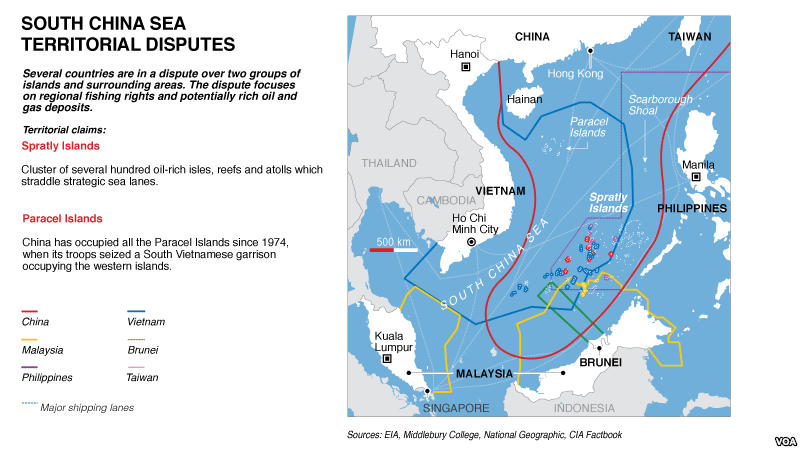 SOUTH CHINA SEA
TERRITORIAL DISPUTES
Several countries are in a dispute over two groups of
islands and surrounding areas. The dispute focuses
on regional fishing rights and potentially rich oil and
gas deposits.
Territorial claims:
Spratly Islands
Cluster of several hundred oil-rich isles, reefs and atolls which
straddle strategic sea lanes.
Paracel Islands
China has occupied all the Paracel Islands since 1974,
when its troops seized a South Vietnamese garrison
occupying the western islands.
China
Vietnam
Malaysia
Brunei
Philippines
Taiwan
Major shipping lanes
CHINA
TAIWAN
Hanoi
Hong Kong
Hainan
Scarborough
Shoal
Paracel
Islands
THAILAND
Manila
CAMBODIA
VIETNAM
Spratly
Islands
PHILIPPINES
Ho Chi
Minh City
500 km
SOUTH CHINA SEA
Kuala
Lumpur
BRUNEI
MALAYSIA
SINGAPORE
INDONESIA
Sources: EIA, Middlebury College, National Geographic, CIA Factbook
VOA